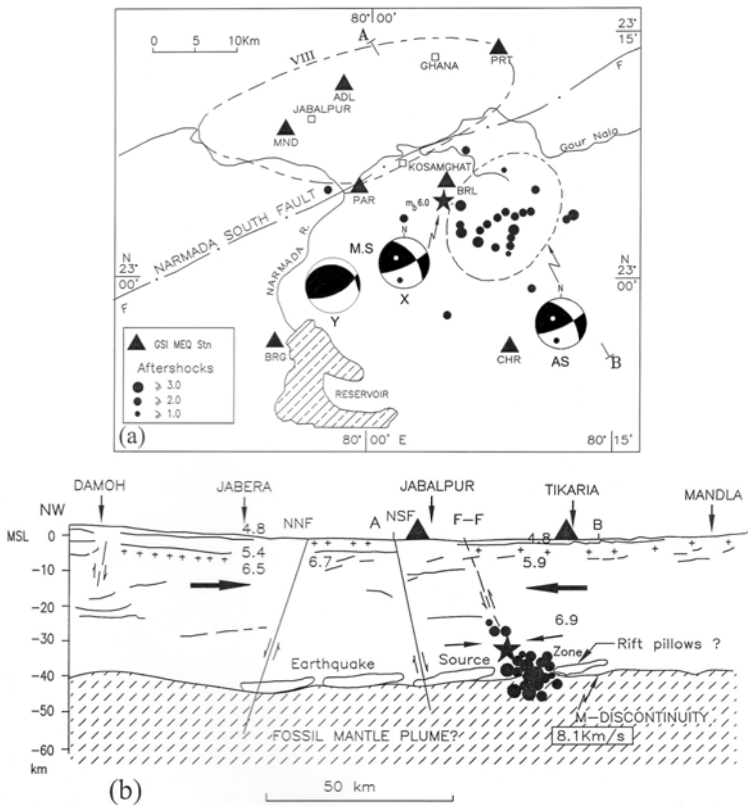 80° 00'
23°
15'
0 5 10Km
A
VIII
GHANA
PRT
F
ADL
JABALPUR
MND
Gour Nala
KOSAMGHAT
BRL
PAR
mb 6.0
NARMADA SOUTH FAULT
N
M.S
NARMADA R.
N
23°
00'
X
Y
N
F
GSI MEQ Stn
BRG
CHR
AS
B
Aftershocks
≥ 3.0
≥ 2.0
≥ 1.0
RESERVOIR
(a)
80° 00 E
80° 15'
DAMOH JABERA JABALPUR TIKARIA MANDLA
NW
NNF A NSF F–F B
MSL 0
4.8 4.8
5.4 5.9
6.5 6.7
-10
-20
6.9
-30
Rift pillows ?
Earthquake Source Zone
-40
M–DISCONTINUITY
-50
8.1Km/s
FOSSIL MANTLE PLUME?
-60
km
(b)
50 km